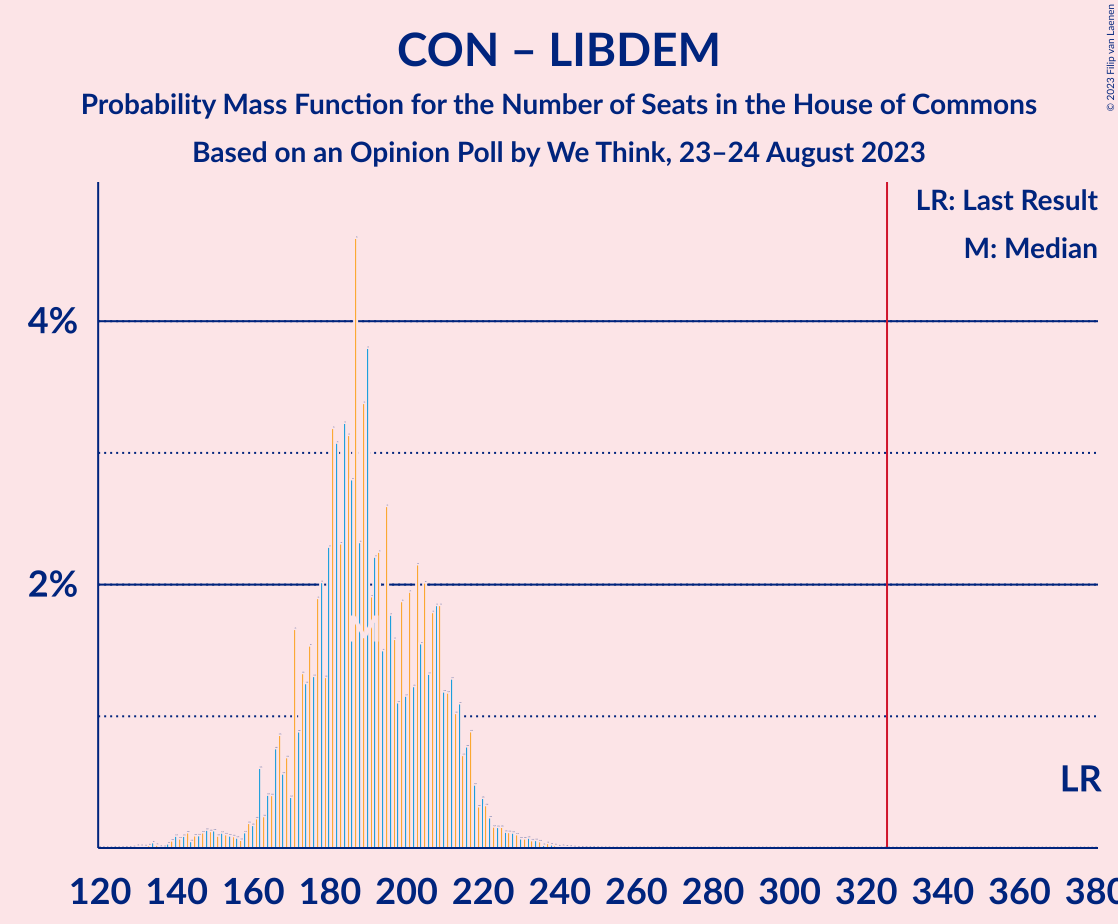 CON – LIBDEM
Probability Mass Function for the Number of Seats in the House of Commons
Based on an Opinion Poll by We Think, 23–24 August 2023
© 2023 Filip van Laenen
LR: Last Result
M: Median
4%
2%
LR
120 140 160 180 200 220 240 260 280 300 320 340 360 380